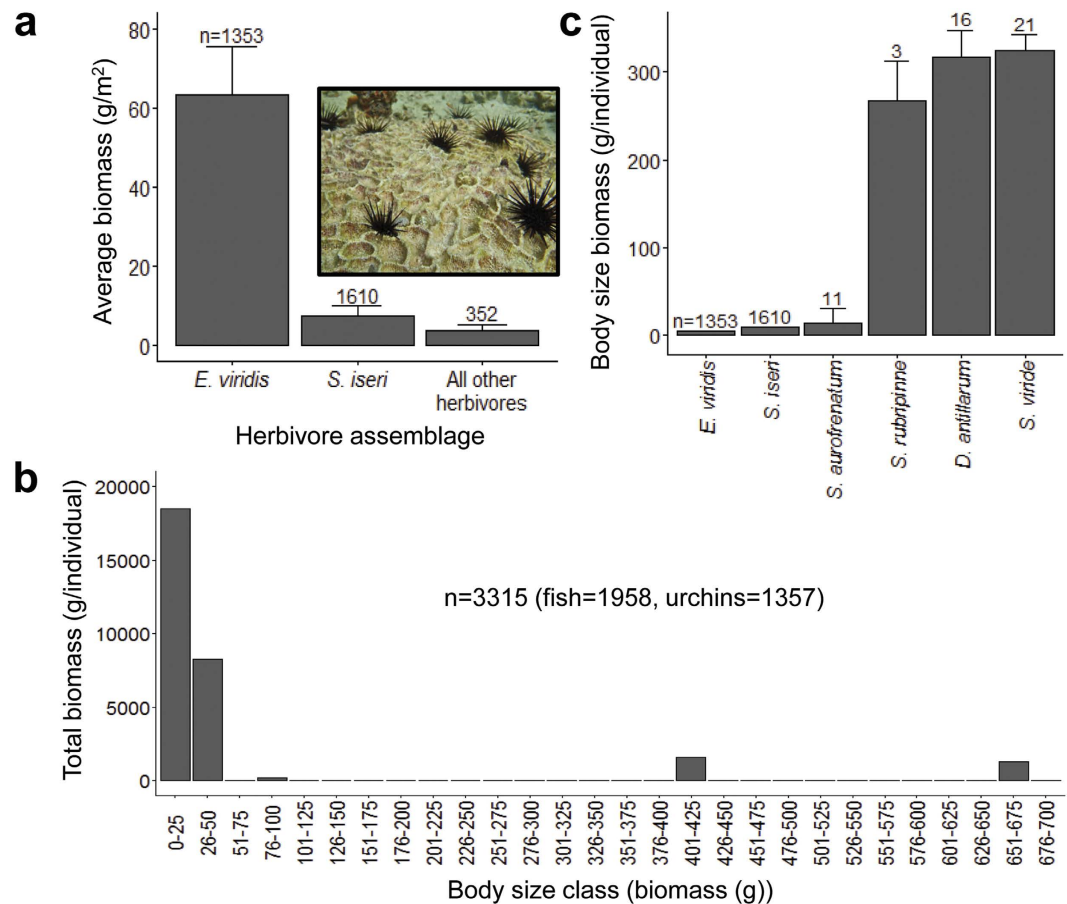 a
Average biomass (g/m²)
80
60
40
20
0
n=1353
1610
352
E. viridis
S. iseri
All other
herbivores
Herbivore assemblage
c
Body size biomass (g/individual)
300
200
100
0
n=1353
1610
11
3
16
21
E. viridis
S. iseri
S. aurofrenatum
S. rubripinne
D. antillarum
S. viride
b
Total biomass (g/individual)
20000
15000
10000
5000
0
n=3315 (fish=1958, urchins=1357)
0-25
26-50
51-75
76-100
101-125
126-150
151-175
176-200
201-225
226-250
251-275
276-300
301-325
326-350
351-375
376-400
401-425
426-450
451-475
476-500
501-525
526-550
551-575
576-600
601-625
626-650
651-675
676-700
Body size class (biomass (g))